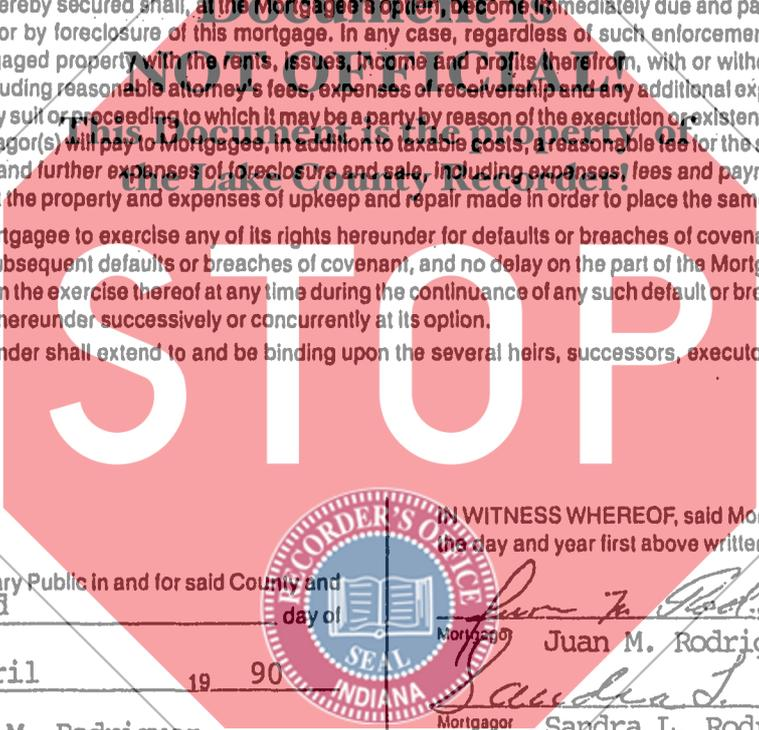 ereby secured shall, at the Mortgagee's option, become immediately due and pa
Document is
or by foreclosure of this mortgage. In any case, regardless of such enforcemen
gaged property with the rents, issues, income and profits therefrom, with or witho
NOT OFFICIAL!
uding reasonable attorney's fees, expenses of receivership and any additional exp
y suit or proceeding to which it may be a party by reason of the execution or existen
This Document is the property of
agor(s) will pay to Mortgagee, in addition to taxable costs, a reasonable fee for the s
and further expenses of foreclosure and sale, including expenses, fees and paym
the Lake County Recorder!
t the property and expenses of upkeep and repair made in order to place the sam
rtgagee to exercise any of its rights hereunder for defaults or breaches of covena
ubsequent defaults or breaches of covenant, and no delay on the part of the Mortg
n the exercise thereof at any time during the continuance of any such default or bre
hereunder successively or concurrently at its option.
nder shall extend to and be binding upon the several heirs, successors, executo
STOP
RECORDER'S OFFICE
SEAL
INDIANA
IN WITNESS WHEREOF, said Mor
the day and year first above written
ary Public in and for said County and
day of
Juan M. Rod
Mortgagor
Juan M. Rodrig
ril 19 90
Sandra L.
Mortgagor
Sandra L. Rodr
M. Rodriguez